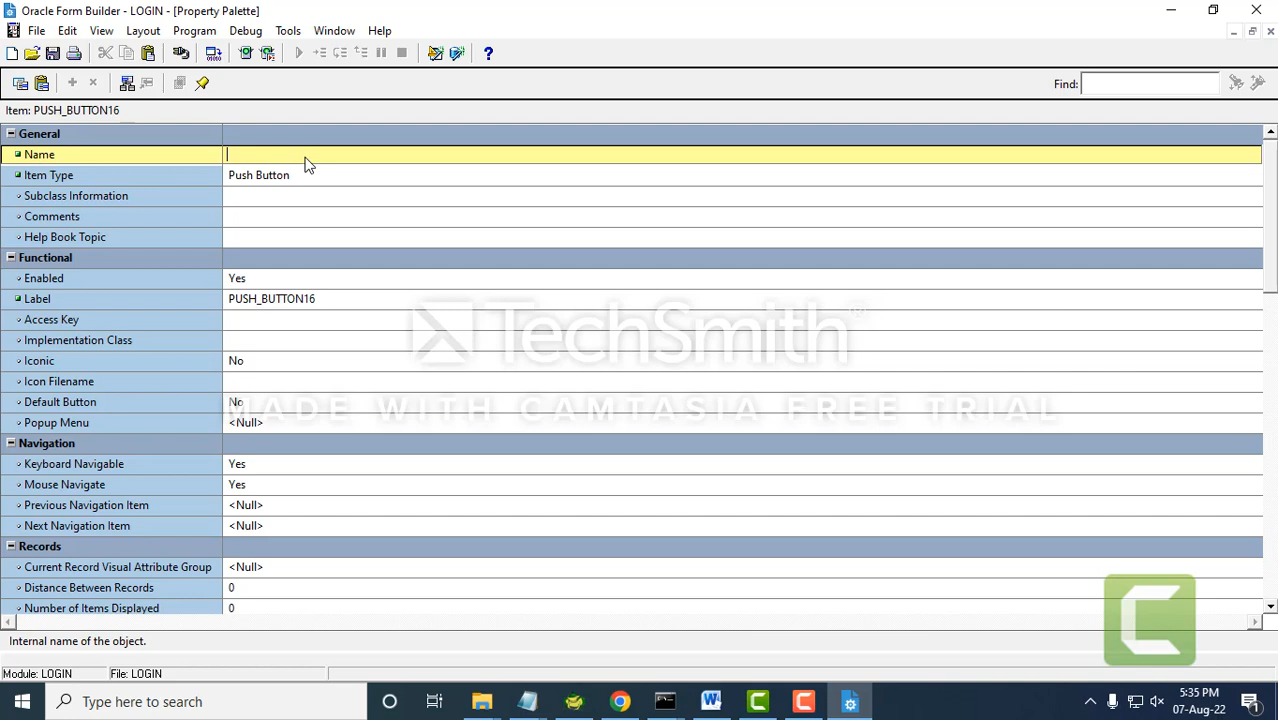 Oracle Form Builder - LOGIN - [Property Palette]
File Edit View Layout Program Debug Tools Window Help
Find:
Item: PUSH_BUTTON16
General
Name
Item Type Push Button
Subclass Information
Comments
Help Book Topic
Functional
Enabled Yes
Label PUSH_BUTTON16
Access Key
TechSmith
Implementation Class
Iconic No
Icon Filename
Default Button No
MADE WITH CAMTASIA FREE TRIAL
Popup Menu <Null>
Navigation
Keyboard Navigable Yes
Mouse Navigate Yes
Previous Navigation Item <Null>
Next Navigation Item <Null>
Records
Current Record Visual Attribute Group <Null>
Distance Between Records 0
Number of Items Displayed 0
Internal name of the object.
Module: LOGIN File: LOGIN
Type here to search
5:35 PM
07-Aug-22